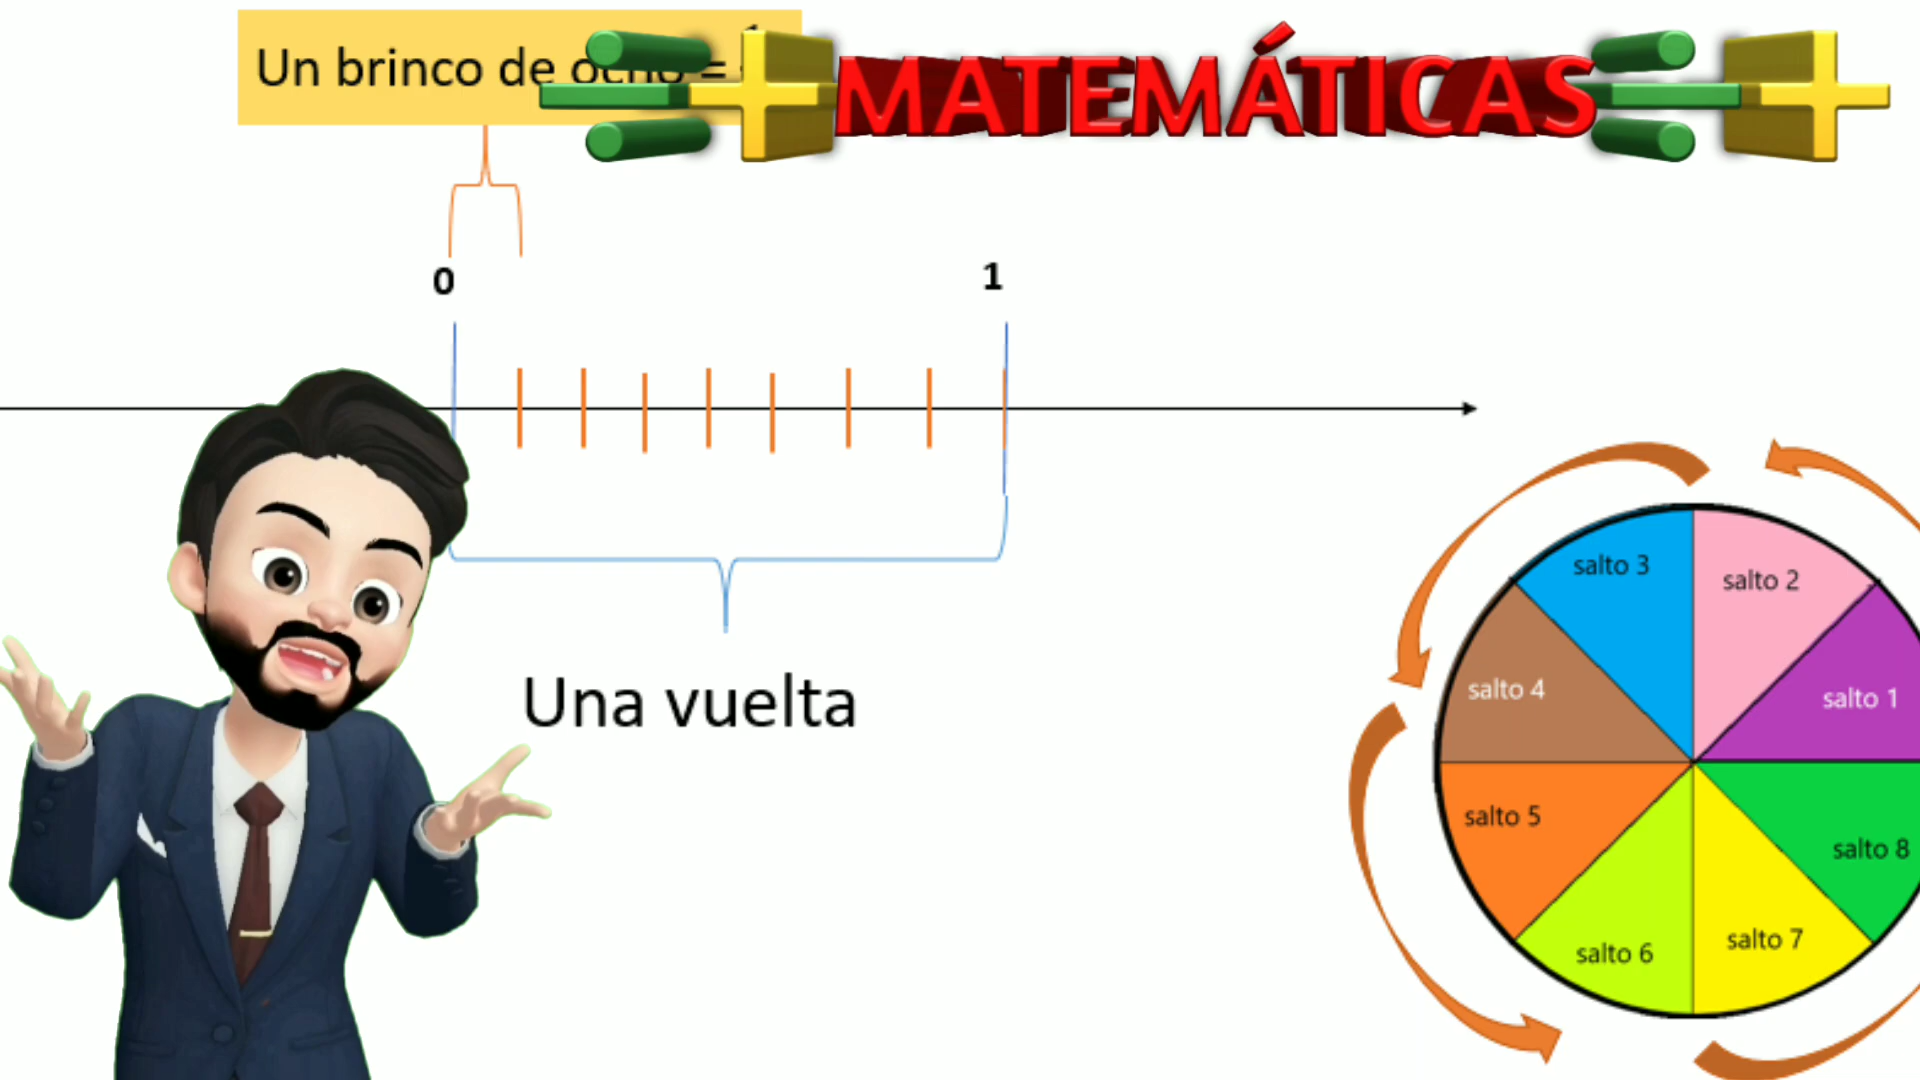 Un brinco de ocho =
MATEMÁTICAS
0
1
Una vuelta
salto 3
salto 2
salto 4
salto 1
salto 5
salto 8
salto 6
salto 7